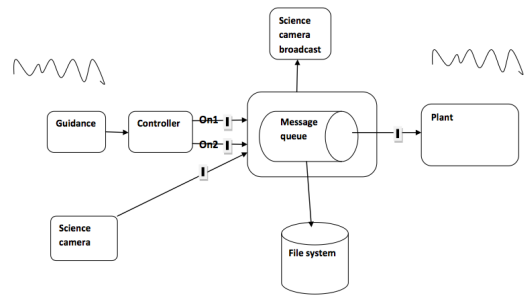 Science
camera
broadcast
Guidance
Controller
On1
On2
Message
queue
Plant
Science
camera
File system